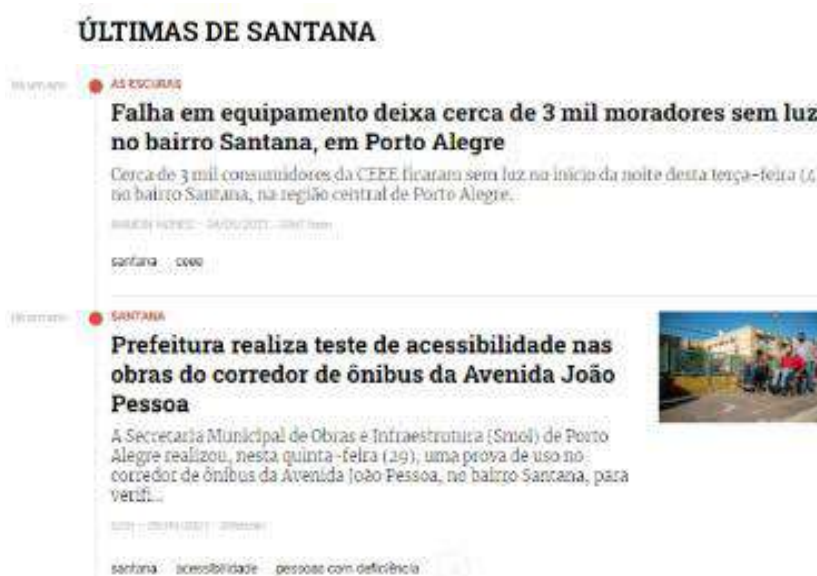 ÚLTIMAS DE SANTANA
ÀS ESCURAS
Falha em equipamento deixa cerca de 3 mil moradores sem luz
no bairro Santana, em Porto Alegre
Cerca de 3 mil consumidores da CEEE ficaram sem luz no início da noite desta terça-feira (4
no bairro Santana, na região central de Porto Alegre.
santana ceee
SANTANA
Prefeitura realiza teste de acessibilidade nas
obras do corredor de ônibus da Avenida João
Pessoa
A Secretaria Municipal de Obras e Infraestrutura (Smoi) de Porto
Alegre realizou, nesta quinta-feira (29), uma prova de uso no
corredor de ônibus da Avenida João Pessoa, no bairro Santana, para
verifi...
santana acessibilidade pessoas com deficiência